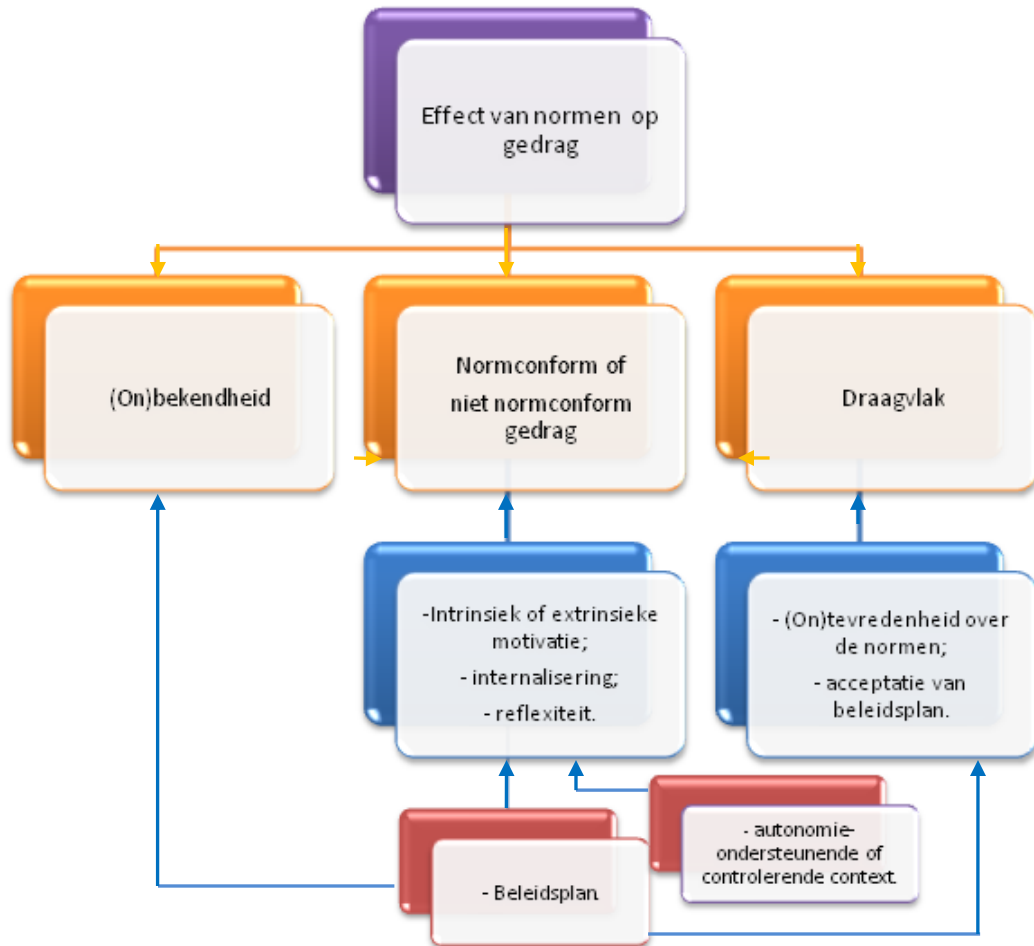 Effect van normen op
gedrag
(On)bekendheid
Normconform of
niet normconform
gedrag
Draagvlak
-Intrinsiek of extrinsieke
motivatie;
- internalisering;
- reflexiteit.
- (On)tevredenheid over
de normen;
- acceptatie van
beleidsplan.
- autonomie-
ondersteunende of
controlerende context.
- Beleidsplan.